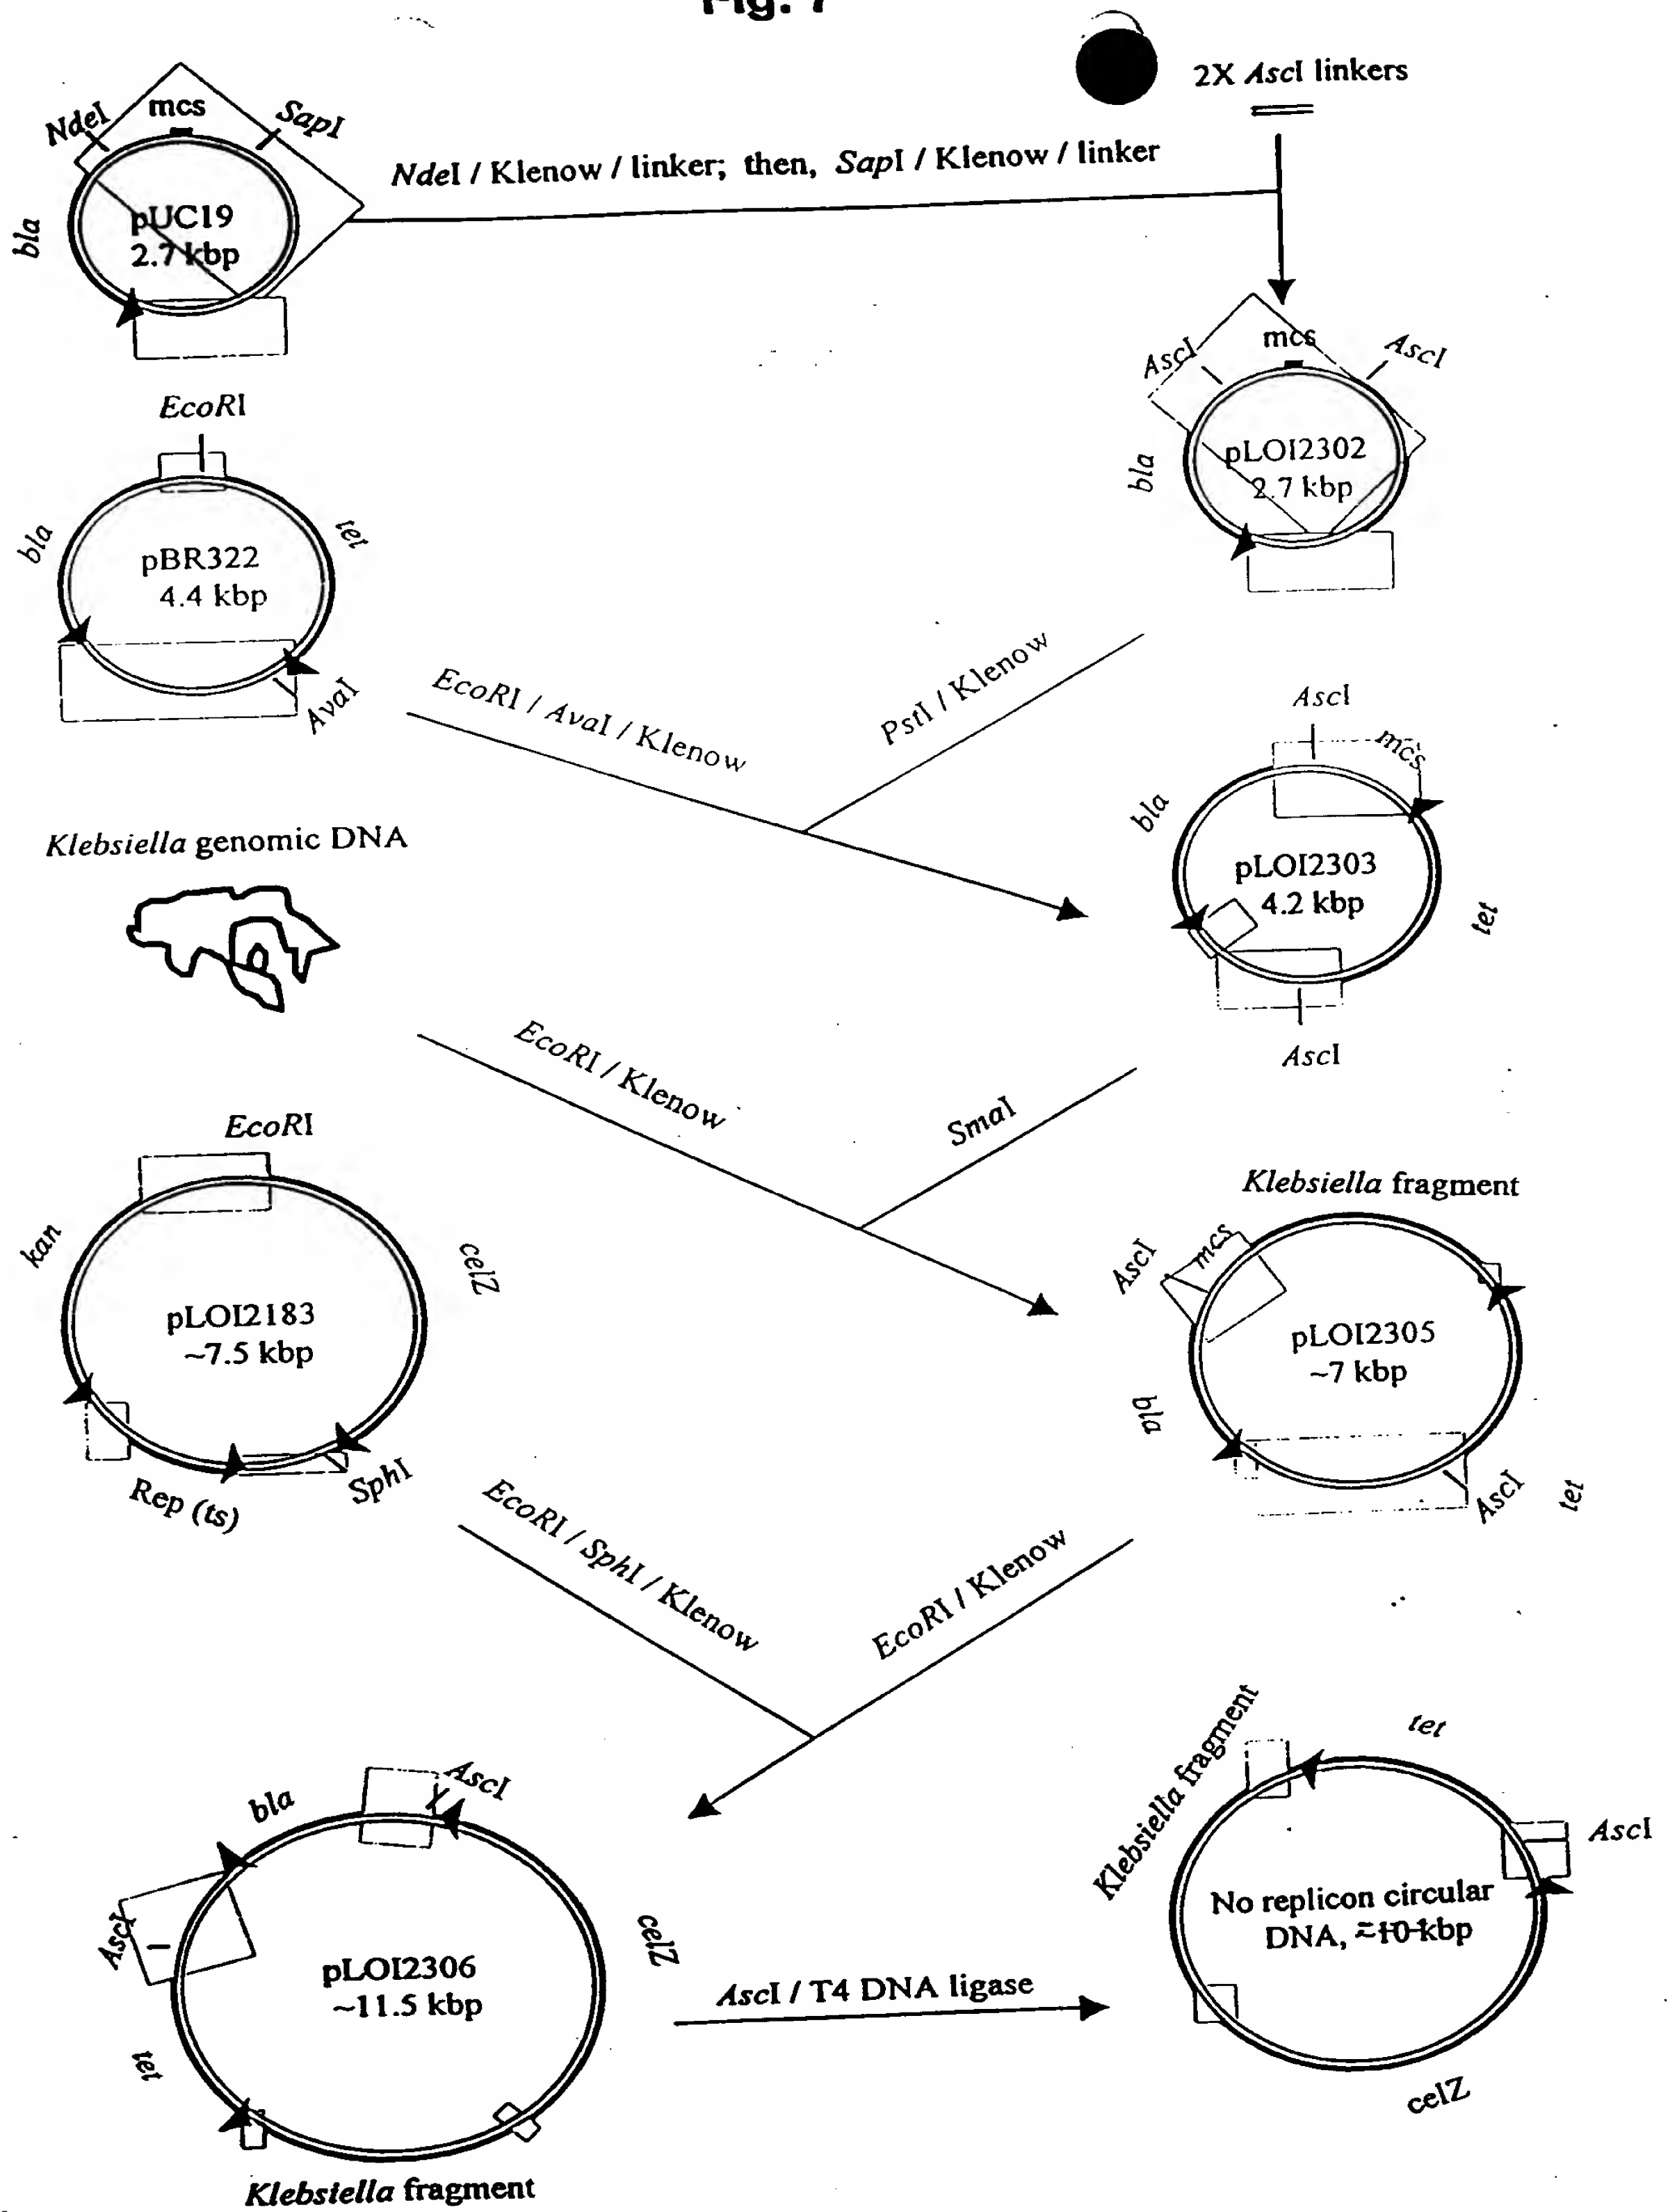 Fig. 7
2X AscI linkers
NdeI
mcs
SapI
NdeI / Klenow / linker; then, SapI / Klenow / linker
bla
pUC19
2.7 kbp
AscI
mcs
AscI
bla
pLOI2302
2.7 kbp
EcoRI
bla
tet
pBR322
4.4 kbp
AvaI
EcoRI / AvaI / Klenow
PstI / Klenow
AscI
mcs
bla
pLOI2303
4.2 kbp
tet
AscI
Klebsiella genomic DNA
EcoRI / Klenow
SmaI
EcoRI
kan
celZ
pLOI2183
~7.5 kbp
Rep (ts)
SphI
Klebsiella fragment
AscI
mcs
pLOI2305
~7 kbp
bla
AscI
tet
EcoRI / SphI / Klenow
EcoRI / Klenow
bla
AscI
AscI
celZ
pLOI2306
~11.5 kbp
tet
Klebsiella fragment
AscI / T4 DNA ligase
Klebsiella fragment
tet
AscI
No replicon circular
DNA, ~10 kbp
celZ